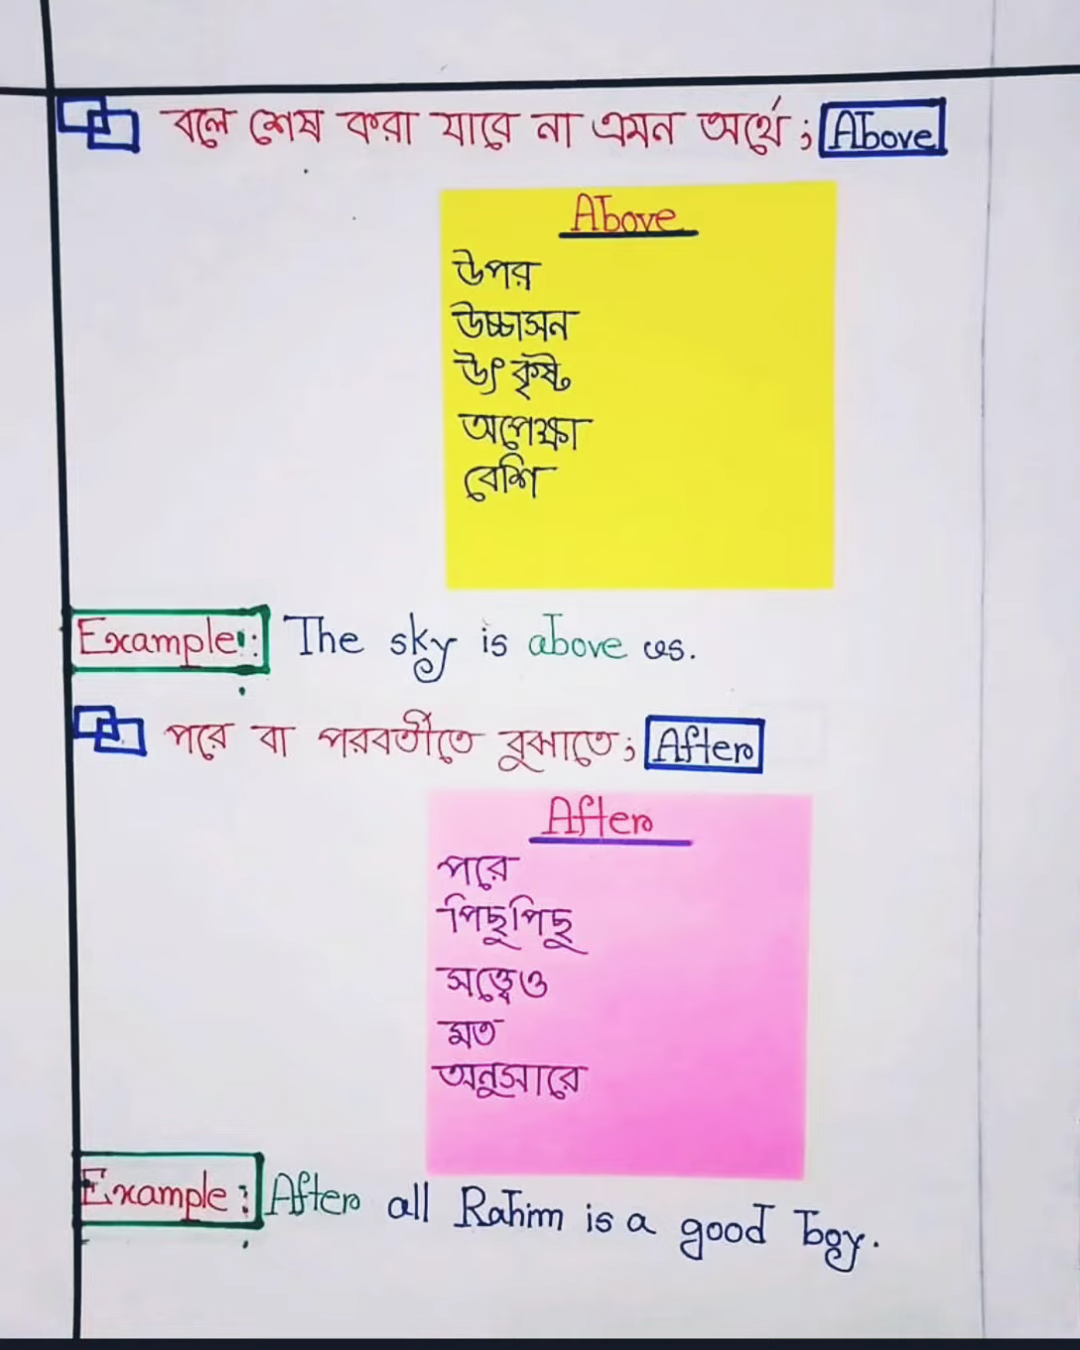 বলে শেষ করা যাবে না এমন অর্থে; Above
Above
উপর
উচ্চাসন
উৎকৃষ্ট
অপেক্ষা
বেশি
Example: The sky is above us.
পরে বা পরবর্তীতে বুঝাতে; After
After
পরে
পিছুপিছু
সত্ত্বেও
মত
অনুসারে
Example: After all Rahim is a good boy.